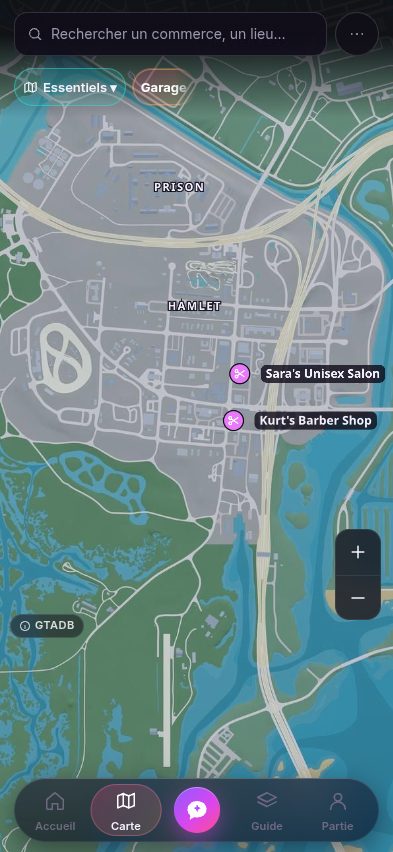 Rechercher un commerce, un lieu...
Essentiels ▾
Garage
PRISON
HAMLET
Sara's Unisex Salon
Kurt's Barber Shop
GTADB
Accueil
Carte
Guide
Partie